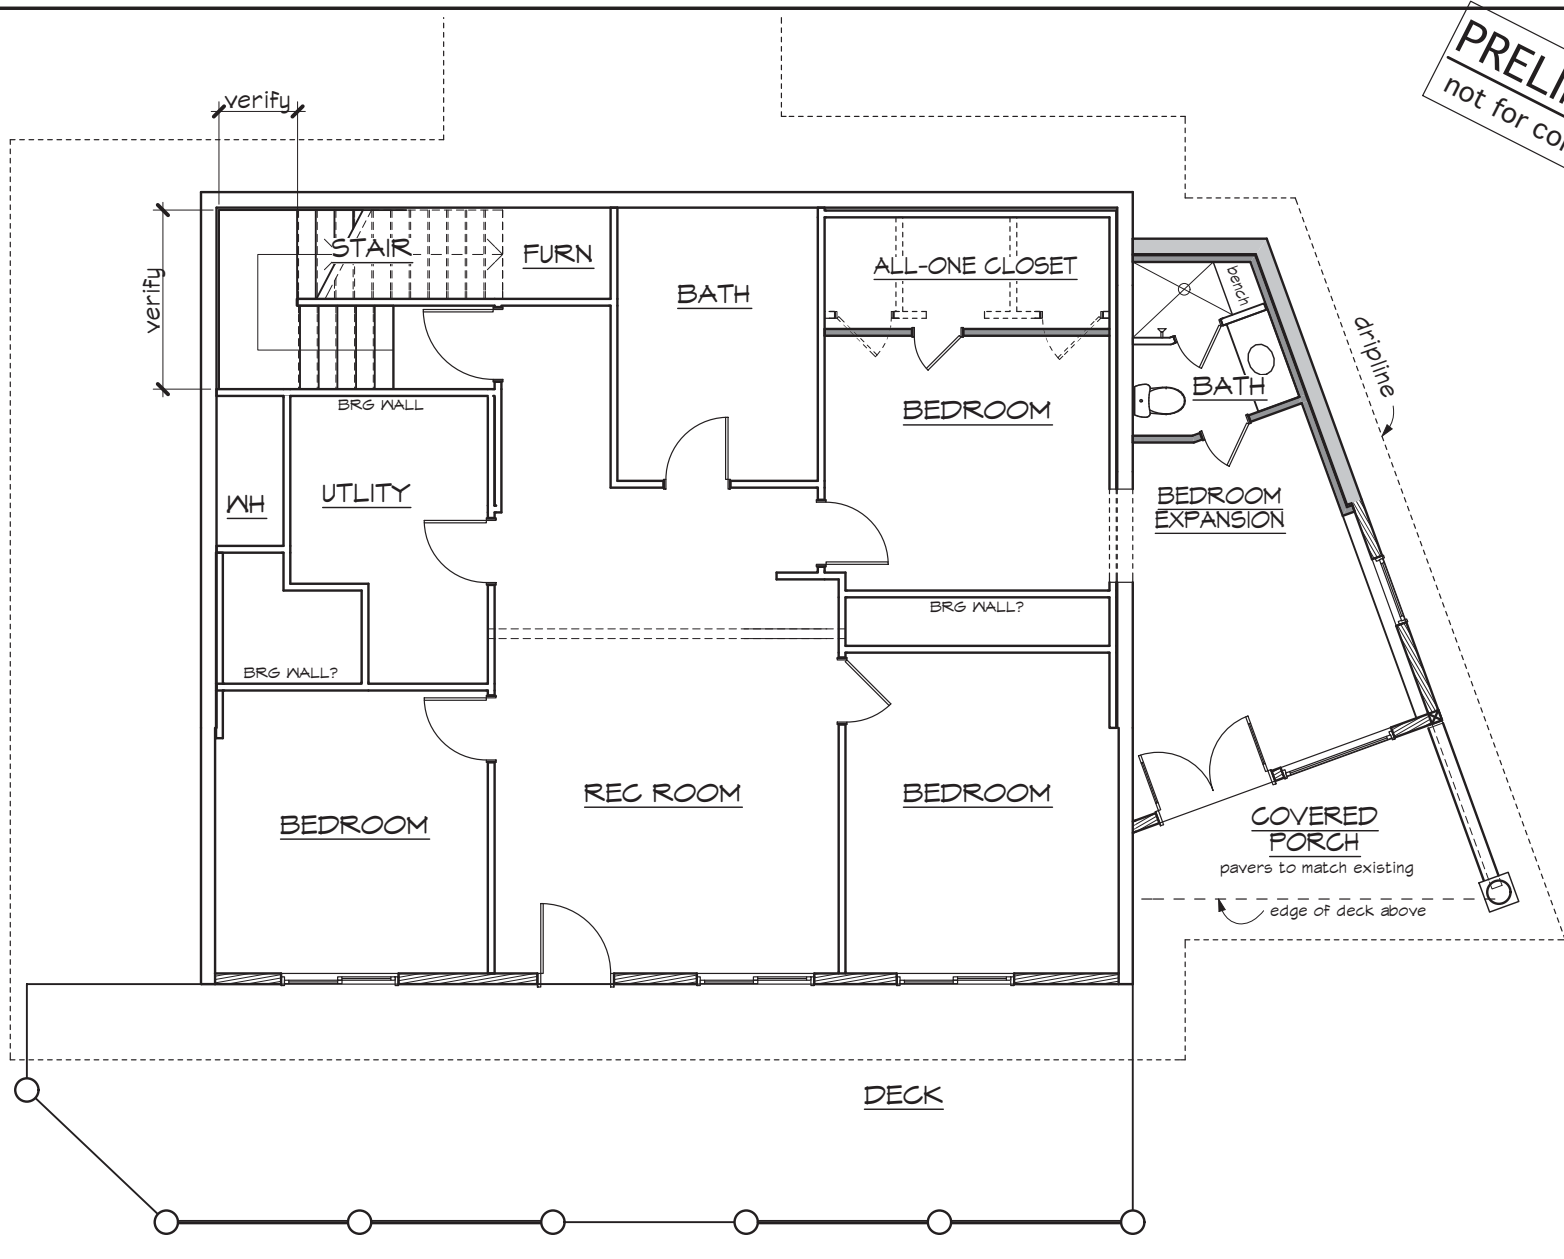 PRELI
not for co
verify
verify
STAIR
FURN
BATH
ALL-ONE CLOSET
bench
dripline
BEDROOM
BATH
BRG WALL
WH
UTLITY
BEDROOM
EXPANSION
BRG WALL?
BRG WALL?
BEDROOM
REC ROOM
BEDROOM
COVERED
PORCH
pavers to match existing
edge of deck above
DECK